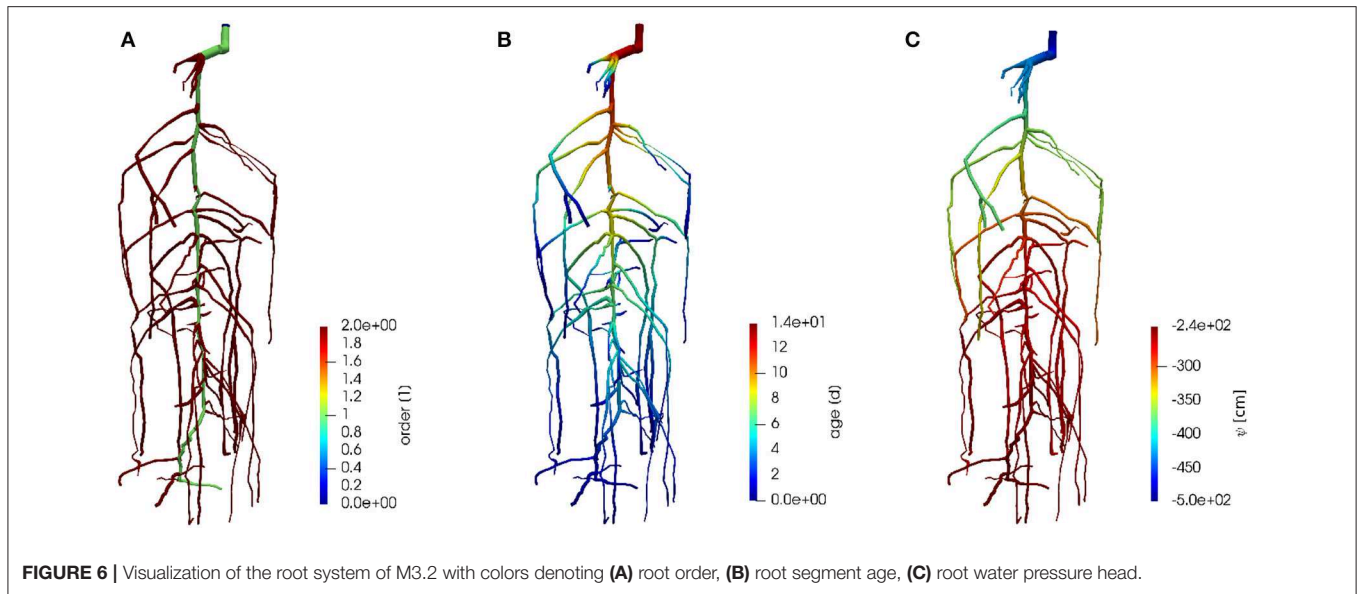 A
B
C
2.0e+00
1.8
1.6
1.4
1.2
1
0.8
0.6
0.4
0.2
0.0e+00
order (1)
1.4e+01
12
10
8
6
4
2
0.0e+00
age (d)
-2.4e+02
-300
-350
-400
-450
-5.0e+02
ψ [cm]
FIGURE 6 | Visualization of the root system of M3.2 with colors denoting (A) root order, (B) root segment age, (C) root water pressure head.